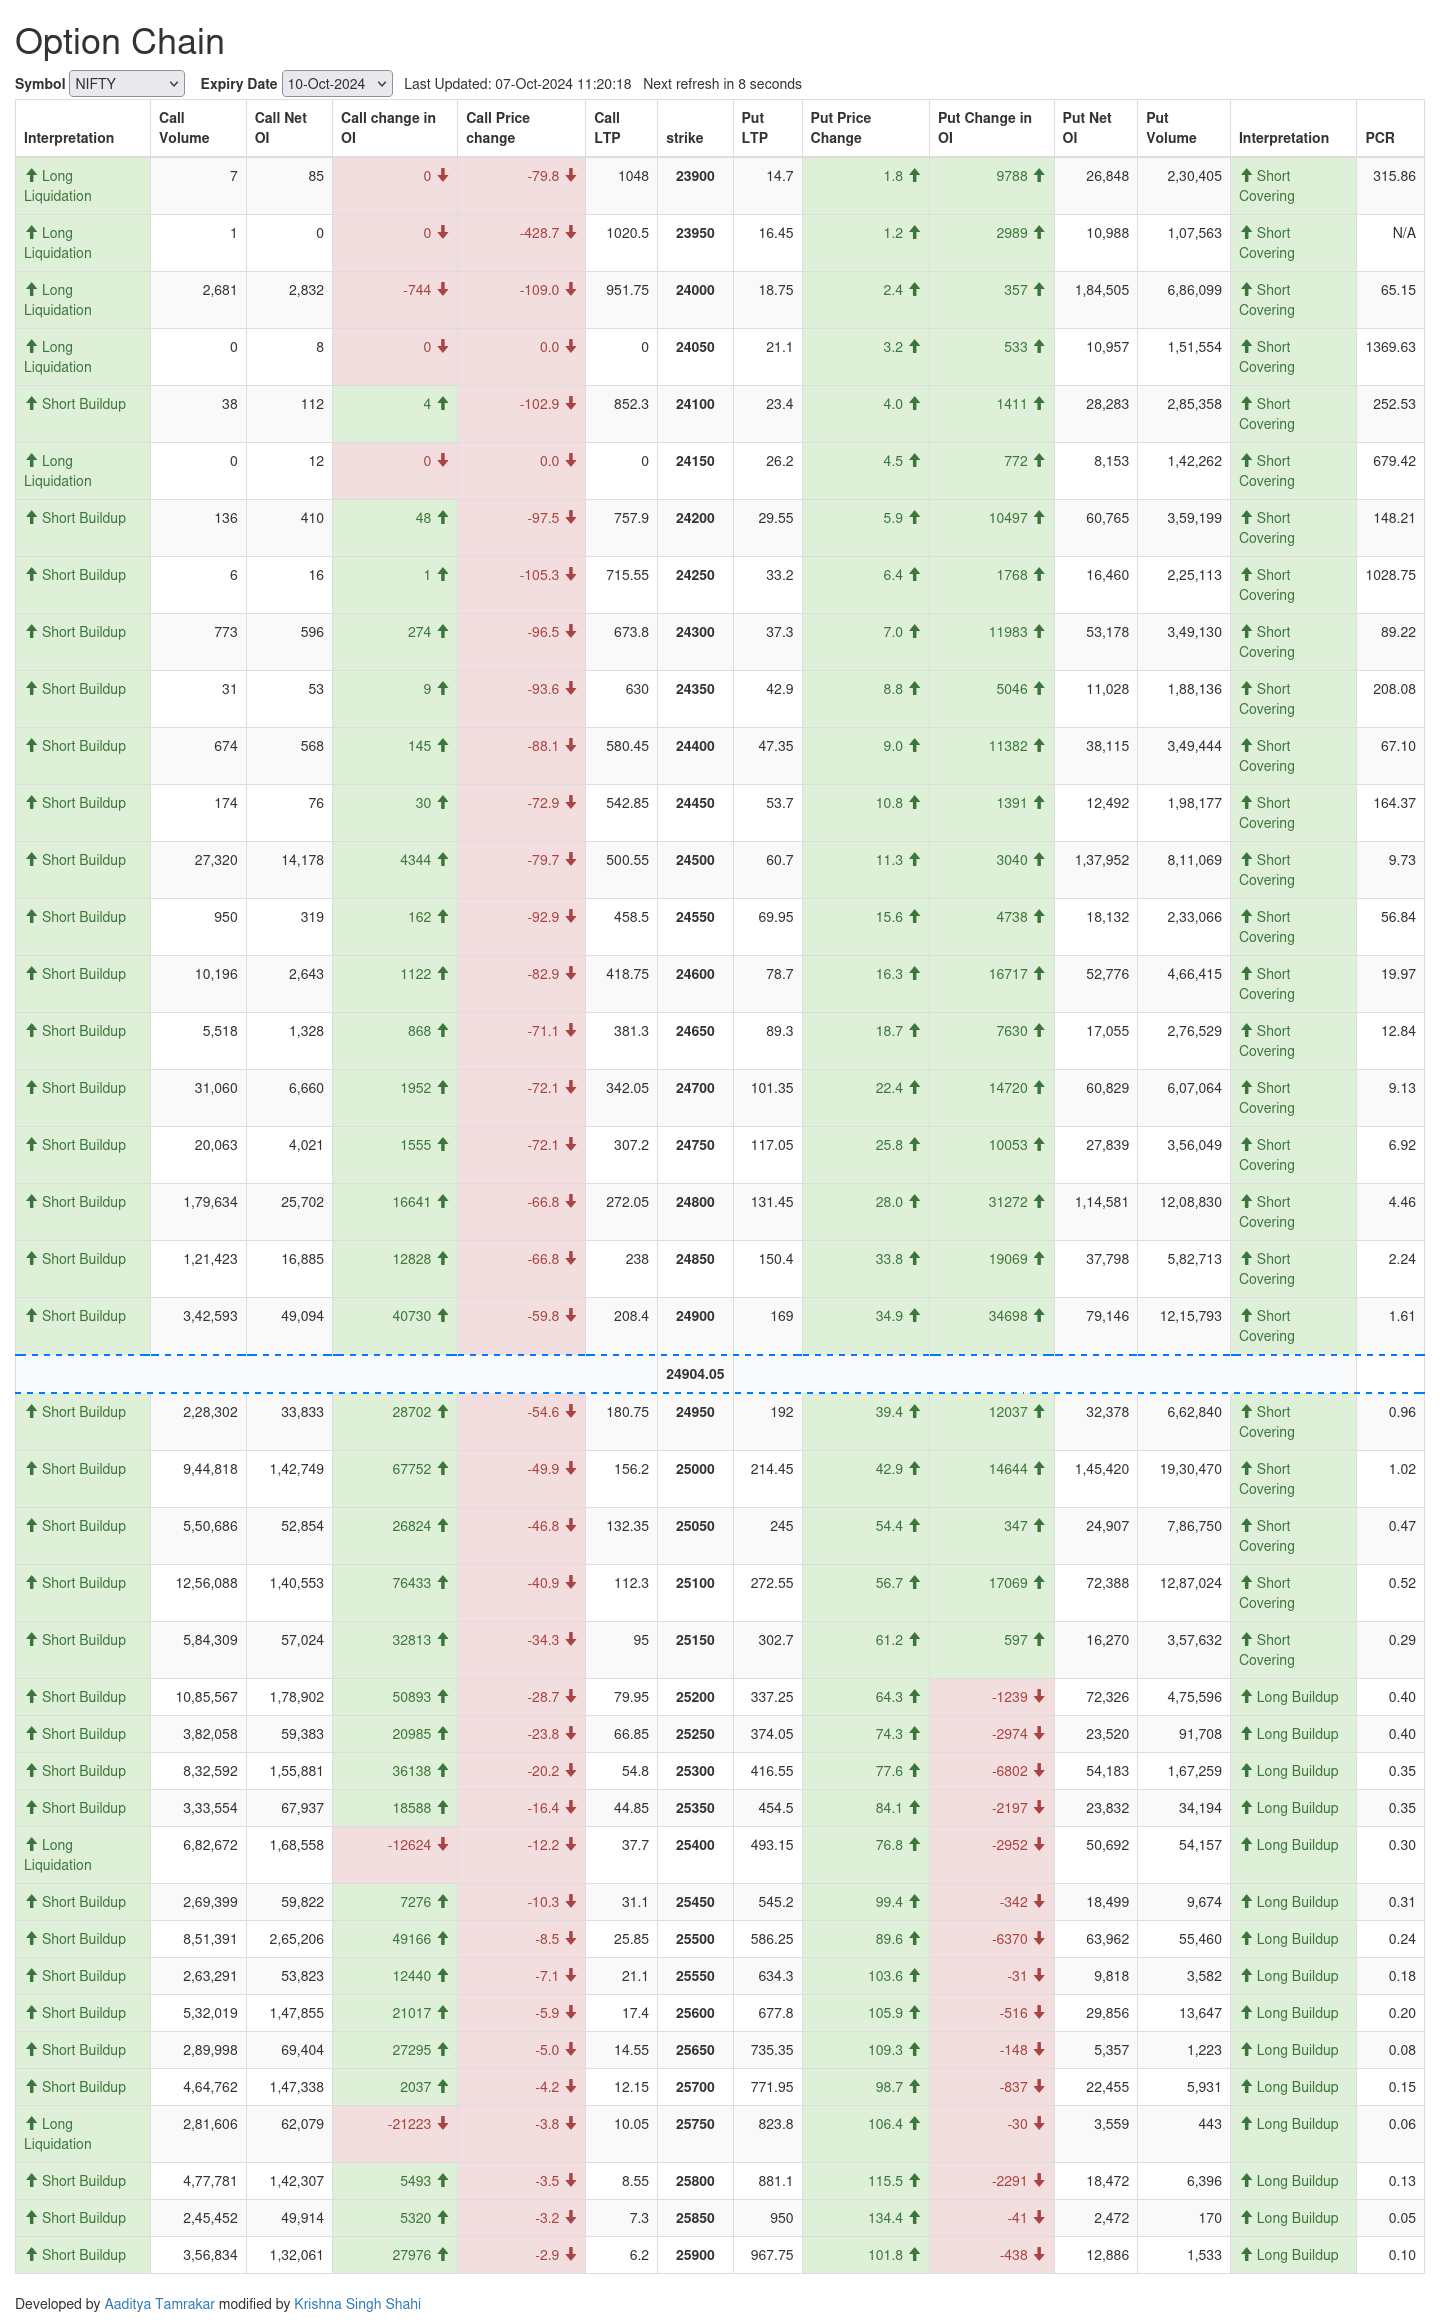 Option Chain
Symbol NIFTY Expiry Date 10-Oct-2024 Last Updated: 07-Oct-2024 11:20:18 Next refresh in 8 seconds
Interpretation Call Volume Call Net OI Call change in OI Call Price change Call LTP strike Put LTP Put Price Change Put Change in OI Put Net OI Put Volume Interpretation PCR
Long Liquidation 7 85 0 -79.8 1048 23900 14.7 1.8 9788 26,848 2,30,405 Short Covering 315.86
Long Liquidation 1 0 0 -428.7 1020.5 23950 16.45 1.2 2989 10,988 1,07,563 Short Covering N/A
Long Liquidation 2,681 2,832 -744 -109.0 951.75 24000 18.75 2.4 357 1,84,505 6,86,099 Short Covering 65.15
Long Liquidation 0 8 0 0.0 0 24050 21.1 3.2 533 10,957 1,51,554 Short Covering 1369.63
Short Buildup 38 112 4 -102.9 852.3 24100 23.4 4.0 1411 28,283 2,85,358 Short Covering 252.53
Long Liquidation 0 12 0 0.0 0 24150 26.2 4.5 772 8,153 1,42,262 Short Covering 679.42
Short Buildup 136 410 48 -97.5 757.9 24200 29.55 5.9 10497 60,765 3,59,199 Short Covering 148.21
Short Buildup 6 16 1 -105.3 715.55 24250 33.2 6.4 1768 16,460 2,25,113 Short Covering 1028.75
Short Buildup 773 596 274 -96.5 673.8 24300 37.3 7.0 11983 53,178 3,49,130 Short Covering 89.22
Short Buildup 31 53 9 -93.6 630 24350 42.9 8.8 5046 11,028 1,88,136 Short Covering 208.08
Short Buildup 674 568 145 -88.1 580.45 24400 47.35 9.0 11382 38,115 3,49,444 Short Covering 67.10
Short Buildup 174 76 30 -72.9 542.85 24450 53.7 10.8 1391 12,492 1,98,177 Short Covering 164.37
Short Buildup 27,320 14,178 4344 -79.7 500.55 24500 60.7 11.3 3040 1,37,952 8,11,069 Short Covering 9.73
Short Buildup 950 319 162 -92.9 458.5 24550 69.95 15.6 4738 18,132 2,33,066 Short Covering 56.84
Short Buildup 10,196 2,643 1122 -82.9 418.75 24600 78.7 16.3 16717 52,776 4,66,415 Short Covering 19.97
Short Buildup 5,518 1,328 868 -71.1 381.3 24650 89.3 18.7 7630 17,055 2,76,529 Short Covering 12.84
Short Buildup 31,060 6,660 1952 -72.1 342.05 24700 101.35 22.4 14720 60,829 6,07,064 Short Covering 9.13
Short Buildup 20,063 4,021 1555 -72.1 307.2 24750 117.05 25.8 10053 27,839 3,56,049 Short Covering 6.92
Short Buildup 1,79,634 25,702 16641 -66.8 272.05 24800 131.45 28.0 31272 1,14,581 12,08,830 Short Covering 4.46
Short Buildup 1,21,423 16,885 12828 -66.8 238 24850 150.4 33.8 19069 37,798 5,82,713 Short Covering 2.24
Short Buildup 3,42,593 49,094 40730 -59.8 208.4 24900 169 34.9 34698 79,146 12,15,793 Short Covering 1.61
24904.05
Short Buildup 2,28,302 33,833 28702 -54.6 180.75 24950 192 39.4 12037 32,378 6,62,840 Short Covering 0.96
Short Buildup 9,44,818 1,42,749 67752 -49.9 156.2 25000 214.45 42.9 14644 1,45,420 19,30,470 Short Covering 1.02
Short Buildup 5,50,686 52,854 26824 -46.8 132.35 25050 245 54.4 347 24,907 7,86,750 Short Covering 0.47
Short Buildup 12,56,088 1,40,553 76433 -40.9 112.3 25100 272.55 56.7 17069 72,388 12,87,024 Short Covering 0.52
Short Buildup 5,84,309 57,024 32813 -34.3 95 25150 302.7 61.2 597 16,270 3,57,632 Short Covering 0.29
Short Buildup 10,85,567 1,78,902 50893 -28.7 79.95 25200 337.25 64.3 -1239 72,326 4,75,596 Long Buildup 0.40
Short Buildup 3,82,058 59,383 20985 -23.8 66.85 25250 374.05 74.3 -2974 23,520 91,708 Long Buildup 0.40
Short Buildup 8,32,592 1,55,881 36138 -20.2 54.8 25300 416.55 77.6 -6802 54,183 1,67,259 Long Buildup 0.35
Short Buildup 3,33,554 67,937 18588 -16.4 44.85 25350 454.5 84.1 -2197 23,832 34,194 Long Buildup 0.35
Long Liquidation 6,82,672 1,68,558 -12624 -12.2 37.7 25400 493.15 76.8 -2952 50,692 54,157 Long Buildup 0.30
Short Buildup 2,69,399 59,822 7276 -10.3 31.1 25450 545.2 99.4 -342 18,499 9,674 Long Buildup 0.31
Short Buildup 8,51,391 2,65,206 49166 -8.5 25.85 25500 586.25 89.6 -6370 63,962 55,460 Long Buildup 0.24
Short Buildup 2,63,291 53,823 12440 -7.1 21.1 25550 634.3 103.6 -31 9,818 3,582 Long Buildup 0.18
Short Buildup 5,32,019 1,47,855 21017 -5.9 17.4 25600 677.8 105.9 -516 29,856 13,647 Long Buildup 0.20
Short Buildup 2,89,998 69,404 27295 -5.0 14.55 25650 735.35 109.3 -148 5,357 1,223 Long Buildup 0.08
Short Buildup 4,64,762 1,47,338 2037 -4.2 12.15 25700 771.95 98.7 -837 22,455 5,931 Long Buildup 0.15
Long Liquidation 2,81,606 62,079 -21223 -3.8 10.05 25750 823.8 106.4 -30 3,559 443 Long Buildup 0.06
Short Buildup 4,77,781 1,42,307 5493 -3.5 8.55 25800 881.1 115.5 -2291 18,472 6,396 Long Buildup 0.13
Short Buildup 2,45,452 49,914 5320 -3.2 7.3 25850 950 134.4 -41 2,472 170 Long Buildup 0.05
Short Buildup 3,56,834 1,32,061 27976 -2.9 6.2 25900 967.75 101.8 -438 12,886 1,533 Long Buildup 0.10
Developed by Aaditya Tamrakar modified by Krishna Singh Shahi